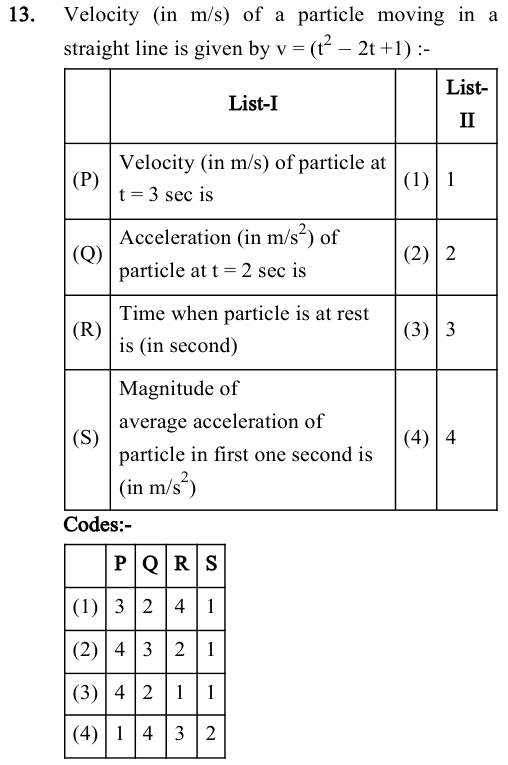 13. Velocity (in m/s) of a particle moving in a
straight line is given by v = (t² – 2t +1) :-
List-I List-
II
(P) Velocity (in m/s) of particle at
t = 3 sec is (1) 1
(Q) Acceleration (in m/s²) of
particle at t = 2 sec is (2) 2
(R) Time when particle is at rest
is (in second) (3) 3
(S) Magnitude of
average acceleration of
particle in first one second is
(in m/s²) (4) 4
Codes:-
P Q R S
(1) 3 2 4 1
(2) 4 3 2 1
(3) 4 2 1 1
(4) 1 4 3 2